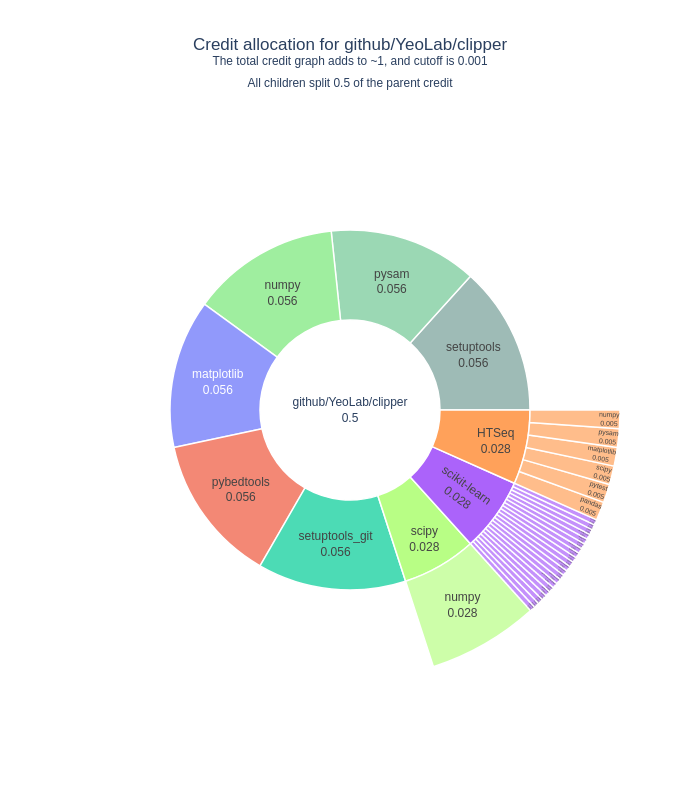 Credit allocation for github/YeoLab/clipper
The total credit graph adds to ~1, and cutoff is 0.001
All children split 0.5 of the parent credit
github/YeoLab/clipper
0.5
setuptools
0.056
pysam
0.056
numpy
0.056
matplotlib
0.056
pybedtools
0.056
setuptools_git
0.056
scipy
0.028
numpy
0.028
scikit-learn
0.028
HTSeq
0.028
numpy
0.005
pysam
0.005
matplotlib
0.005
scipy
0.005
pytest
0.005
pandas
0.005